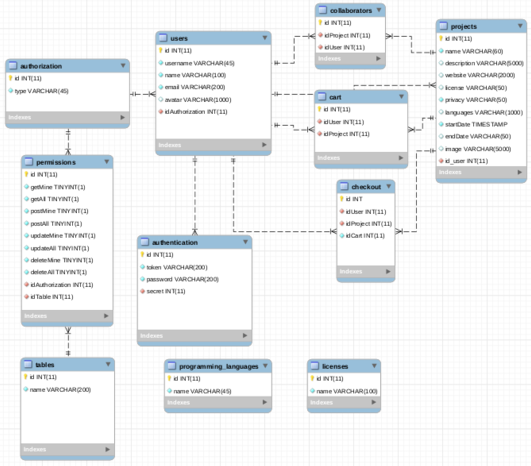 collaborators
id INT(11)
idProject INT(11)
idUser INT(11)
Indexes
projects
id INT(11)
name VARCHAR(60)
description VARCHAR(5000)
website VARCHAR(2000)
license VARCHAR(50)
privacy VARCHAR(50)
languages VARCHAR(1000)
startDate TIMESTAMP
endDate VARCHAR(50)
image VARCHAR(5000)
id_user INT(11)
Indexes
users
id INT(11)
username VARCHAR(45)
name VARCHAR(100)
email VARCHAR(200)
avatar VARCHAR(1000)
idAuthorization INT(11)
Indexes
authorization
id INT(11)
type VARCHAR(45)
Indexes
cart
id INT(11)
idUser INT(11)
idProject INT(11)
Indexes
permissions
id INT(11)
getMine TINYINT(1)
getAll TINYINT(1)
postMine TINYINT(1)
postAll TINYINT(1)
updateMine TINYINT(1)
updateAll TINYINT(1)
deleteMine TINYINT(1)
deleteAll TINYINT(1)
idAuthorization INT(11)
idTable INT(11)
Indexes
checkout
id INT
idUser INT(11)
idProject INT(11)
idCart INT(11)
Indexes
authentication
id INT(11)
token VARCHAR(200)
password VARCHAR(200)
secret INT(11)
Indexes
tables
id INT(11)
name VARCHAR(200)
Indexes
programming_languages
id INT(11)
name VARCHAR(45)
Indexes
licenses
id INT(11)
name VARCHAR(100)
Indexes